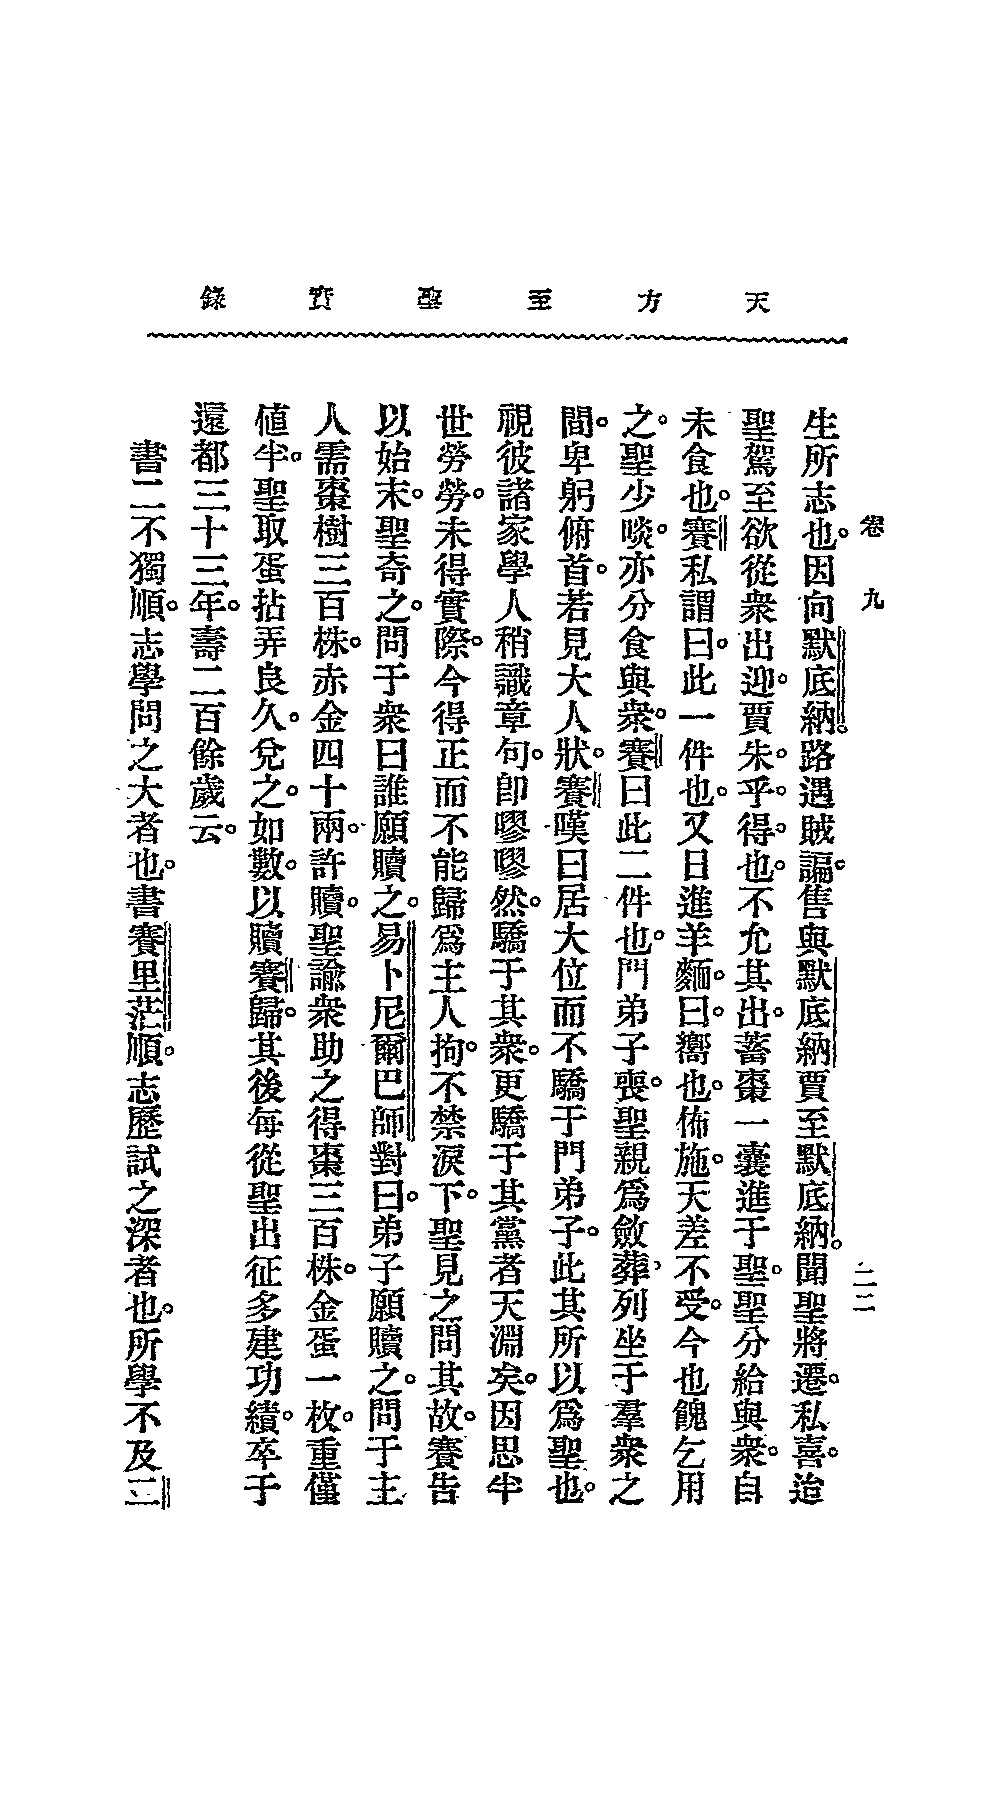 天方至聖實錄
卷九
二二
生所志也。因向默底納。路遇賊。謆售與默底納賈至默底納。聞聖將遷。私喜。迨
聖駕至欲從衆出迎。賈朱。乎。得。也。不允其出。蓄棗一囊進于聖。聖分給與衆。自
未食也。賽私謂曰。此一件也。又日進羊麵。曰。嚮也。佈施。天差不受。今也餽乞用
之。聖少啖。亦分食與衆。賽曰此二件也。門弟子喪。聖親爲斂葬。列坐于羣衆之
間。卑躬俯首。若見大人狀。賽嘆曰居大位而不驕于門弟子。此其所以爲聖也。
視彼諸家學人稍識章句。卽嘐嘐然。驕于其衆。更驕于其黨者天淵矣。因思半
世勞勞。未得實際。今得正而不能歸爲主人拘。不禁淚下。聖見之問其故。賽告
以始末。聖奇之。問于衆曰誰願贖之。易卜尼爾巴師對曰。弟子願贖之。問于主
人需棗樹三百株。赤金四十兩。許贖。聖諭衆助之得棗三百株。金蛋一枚。重僅
値半。聖取蛋拈弄良久。兌之。如數。以贖賽歸。其後每從聖出征多建功績。卒于
還都三十三年。壽二百餘歲云。
書二不獨順。志學問之大者也。書賽里茫順。志歷試之深者也。所學不及二